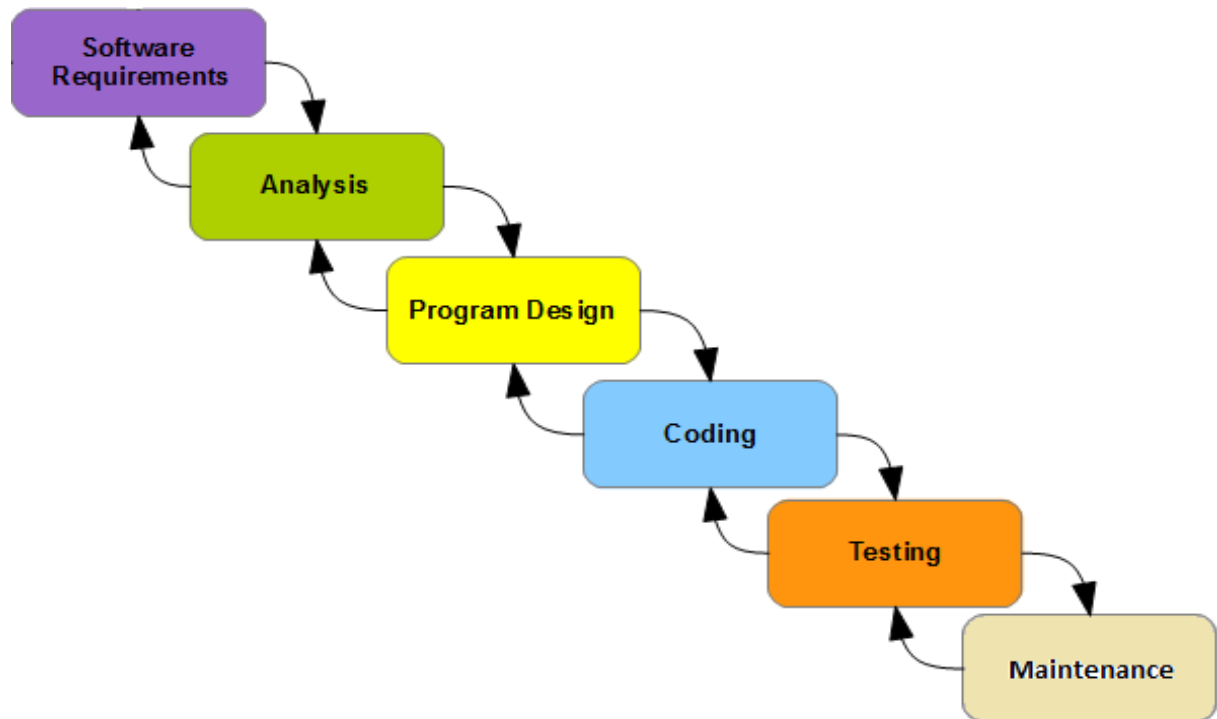 Software
Requirements
Analysis
Program Design
Coding
Testing
Maintenance